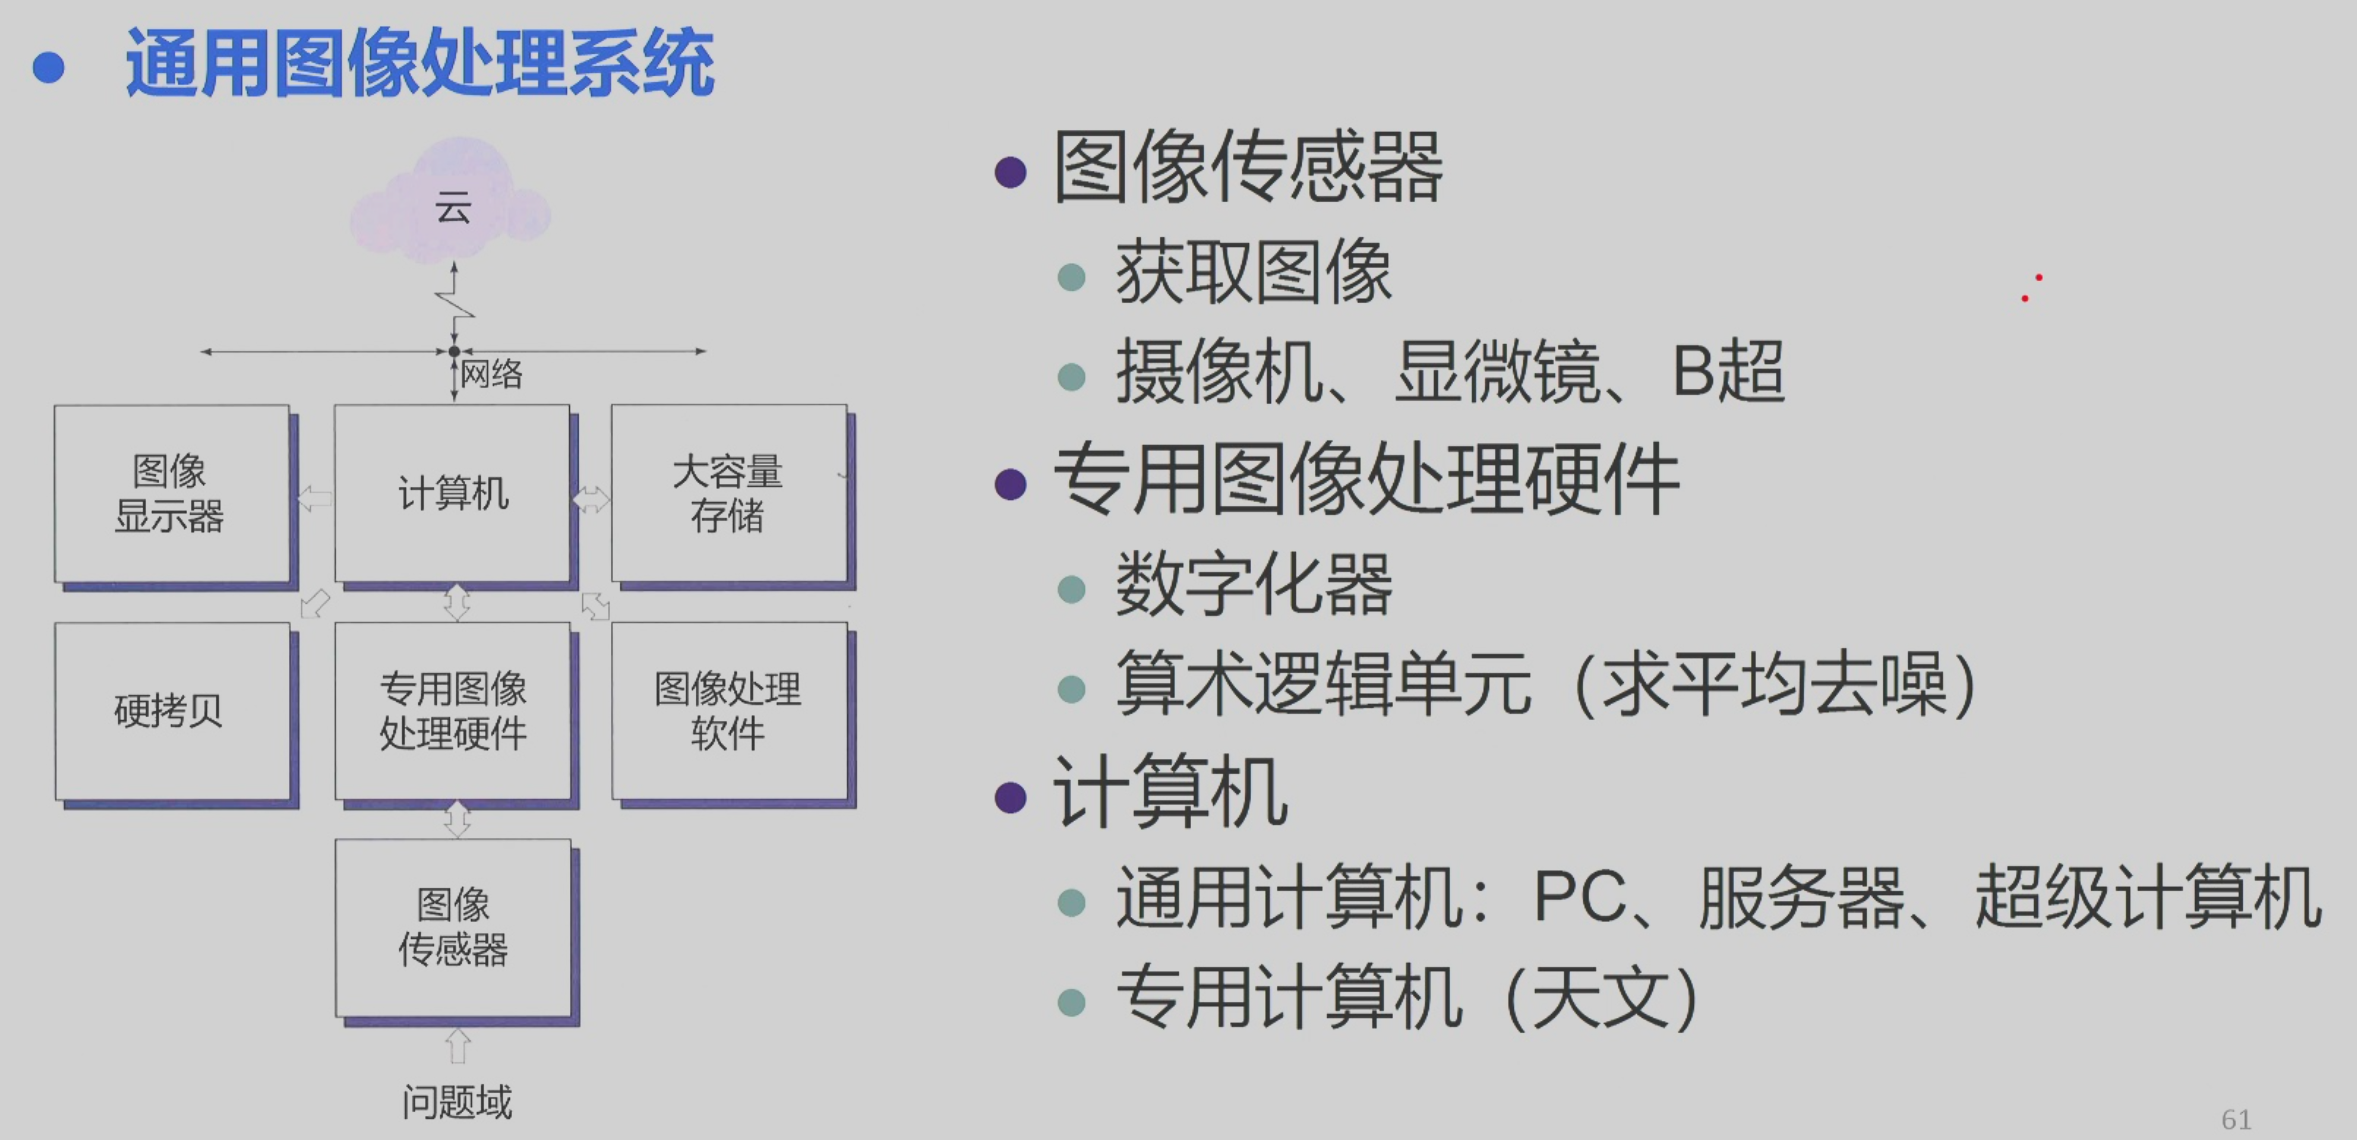 通用图像处理系统
云
网络
图像
显示器
计算机
大容量
存储
硬拷贝
专用图像
处理硬件
图像处理
软件
图像
传感器
问题域
图像传感器
获取图像
摄像机、显微镜、B超
专用图像处理硬件
数字化器
算术逻辑单元（求平均去噪）
计算机
通用计算机：PC、服务器、超级计算机
专用计算机（天文）
61